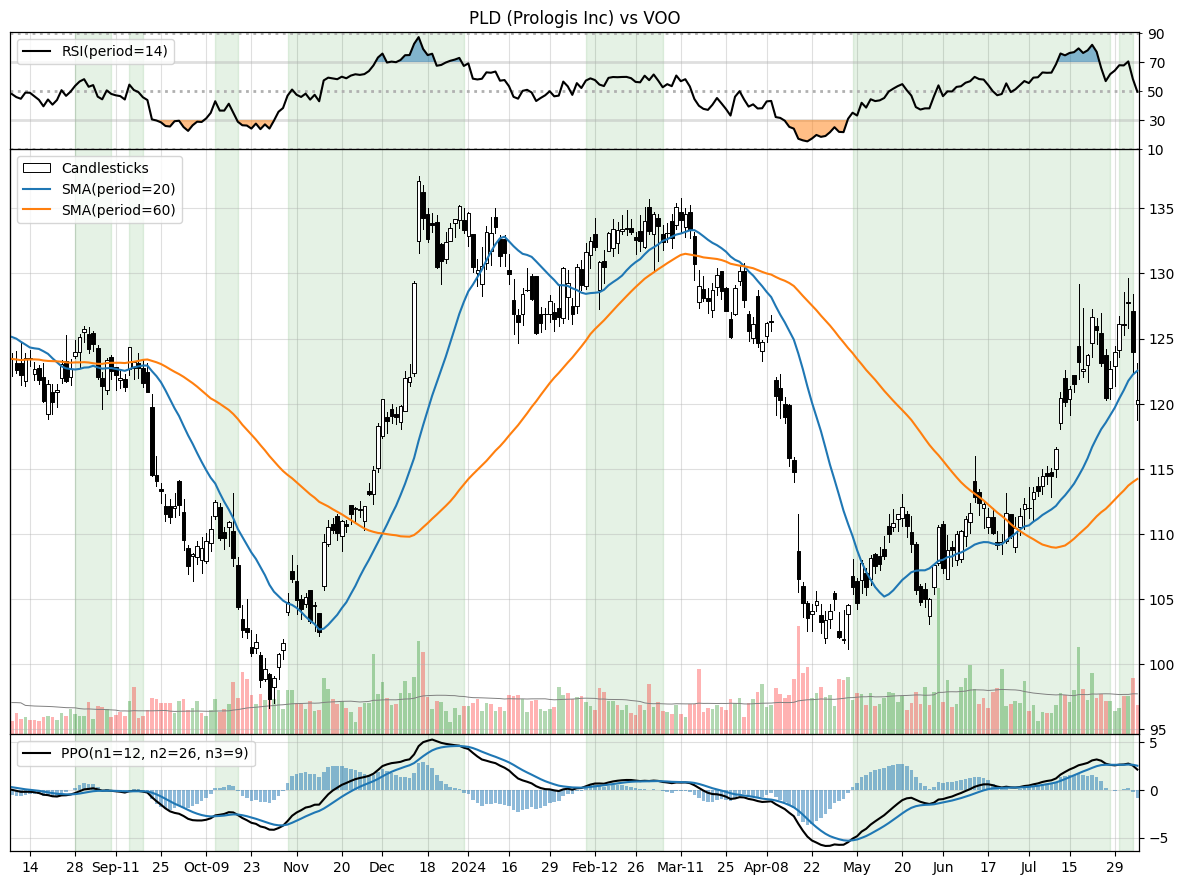 PLD (Prologis Inc) vs VOO
RSI(period=14)
90
70
50
30
10
Candlesticks
SMA(period=20)
SMA(period=60)
135
130
125
120
115
110
105
100
95
PPO(n1=12, n2=26, n3=9)
5
0
−5
14 28 Sep-11 25 Oct-09 23 Nov 20 Dec 18 2024 16 29 Feb-12 26 Mar-11 25 Apr-08 22 May 20 Jun 17 Jul 15 29